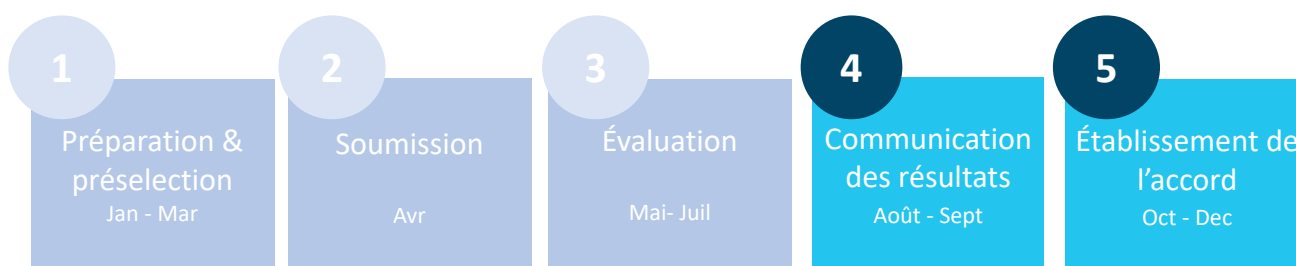 1
Préparation &
préselection
Jan - Mar
2
Soumission
Avr
3
Évaluation
Mai- Juil
4
Communication
des résultats
Août - Sept
5
Établissement de
l’accord
Oct - Dec